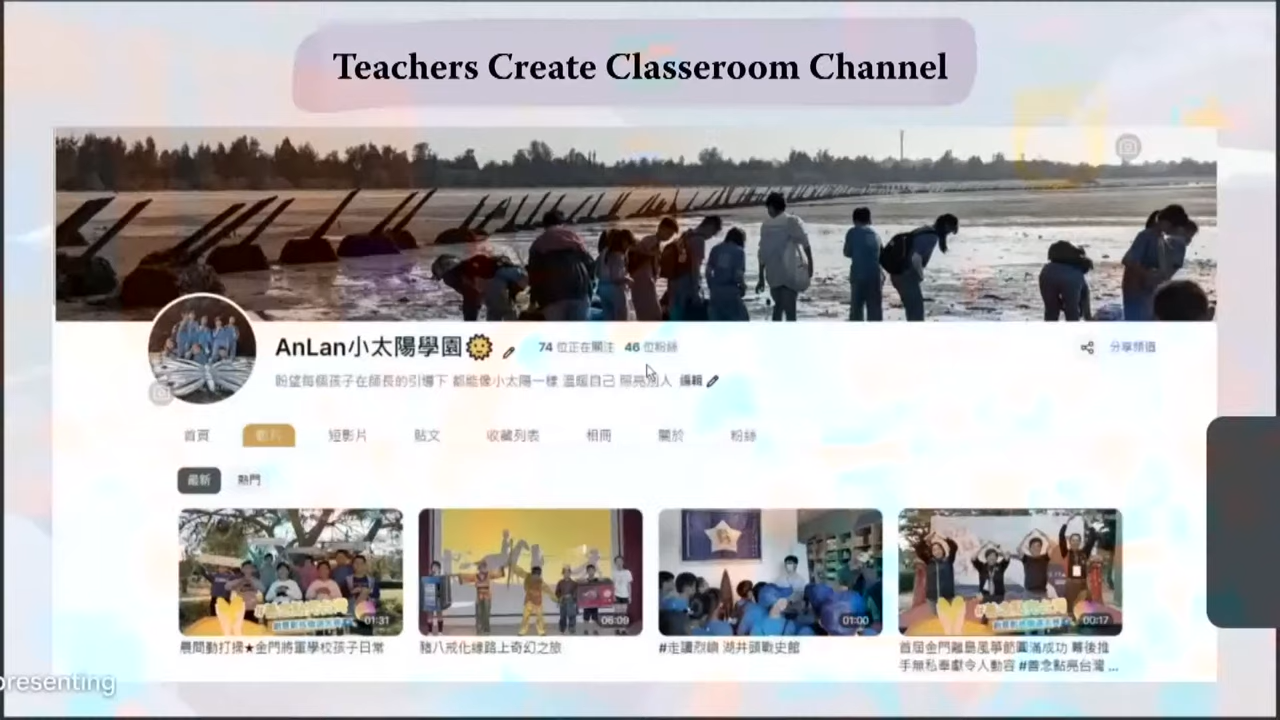 Teachers Create Classeroom Channel
AnLan小太陽學園
74 位正在關注 46 位粉絲
分享頻道
盼望每個孩子在師長的引導下 都能像小太陽一樣 溫暖自己 照亮別人 編輯
首頁 影片 短影片 貼文 收藏列表 相冊 關於 粉絲
最新 熱門
01:31 06:09 01:00 00:17
晨間勤打掃★金門將軍學校孩子日常
豬八戒化緣路上奇幻之旅
#走讀烈嶼 湖井頭戰史館
首屆金門離島風箏節圓滿成功 幕後推
手無私奉獻令人動容 #善念點亮台灣 ...
presenting